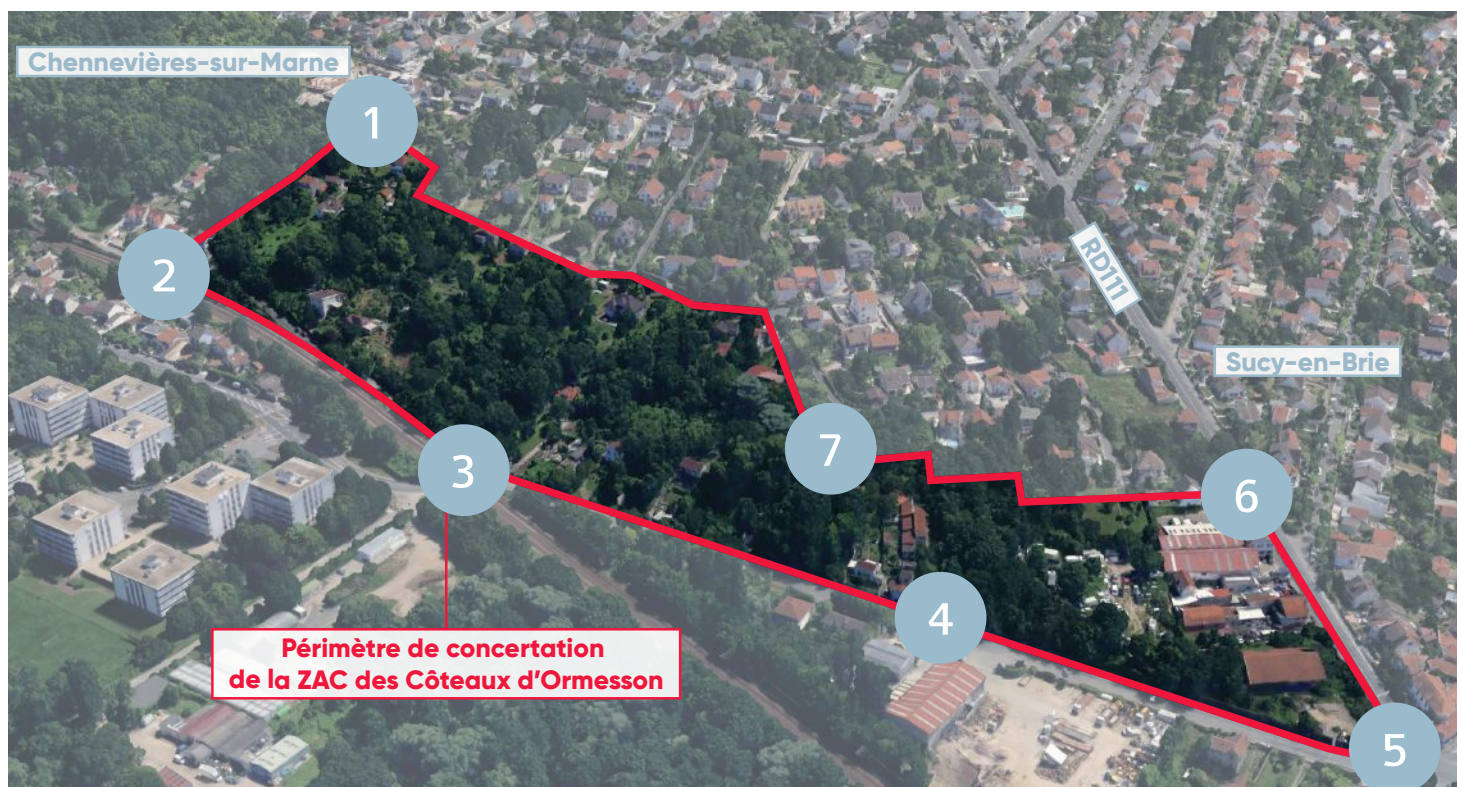 Chennevières-sur-Marne
1
2
RD111
Sucy-en-Brie
7
3
6
4
Périmètre de concertation
de la ZAC des Côteaux d'Ormesson
5